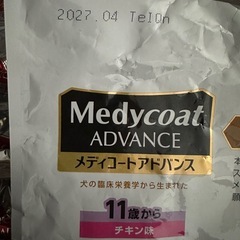 2027.04 TeI0n
Medycoat
ADVANCE
メディコートアドバンス
犬の臨床栄養学から生まれた
11歳から
チキン味